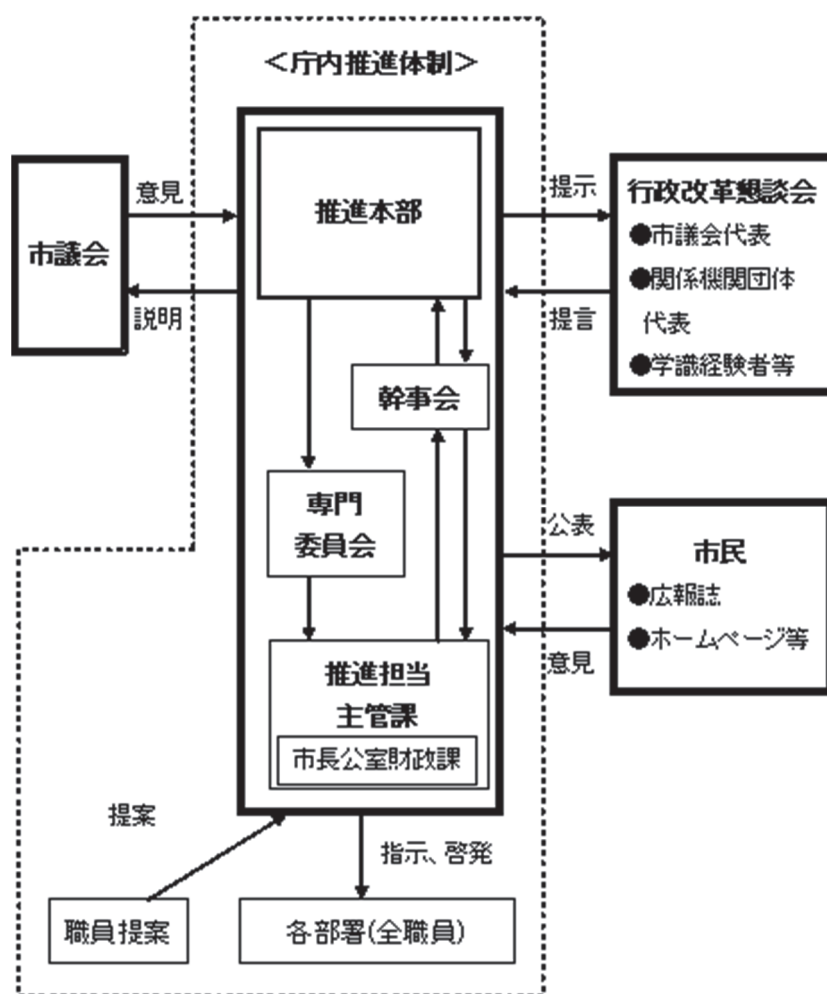 <庁内推進体制>
推進本部
市議会
意見
説明
提示
提言
行政改革懇談会
●市議会代表
●関係機関団体
代表
●学識経験者等
幹事会
専門
委員会
公表
意見
市民
●広報誌
●ホームページ等
推進担当
主管課
市長公室財政課
提案
指示、啓発
職員提案
各部署(全職員)